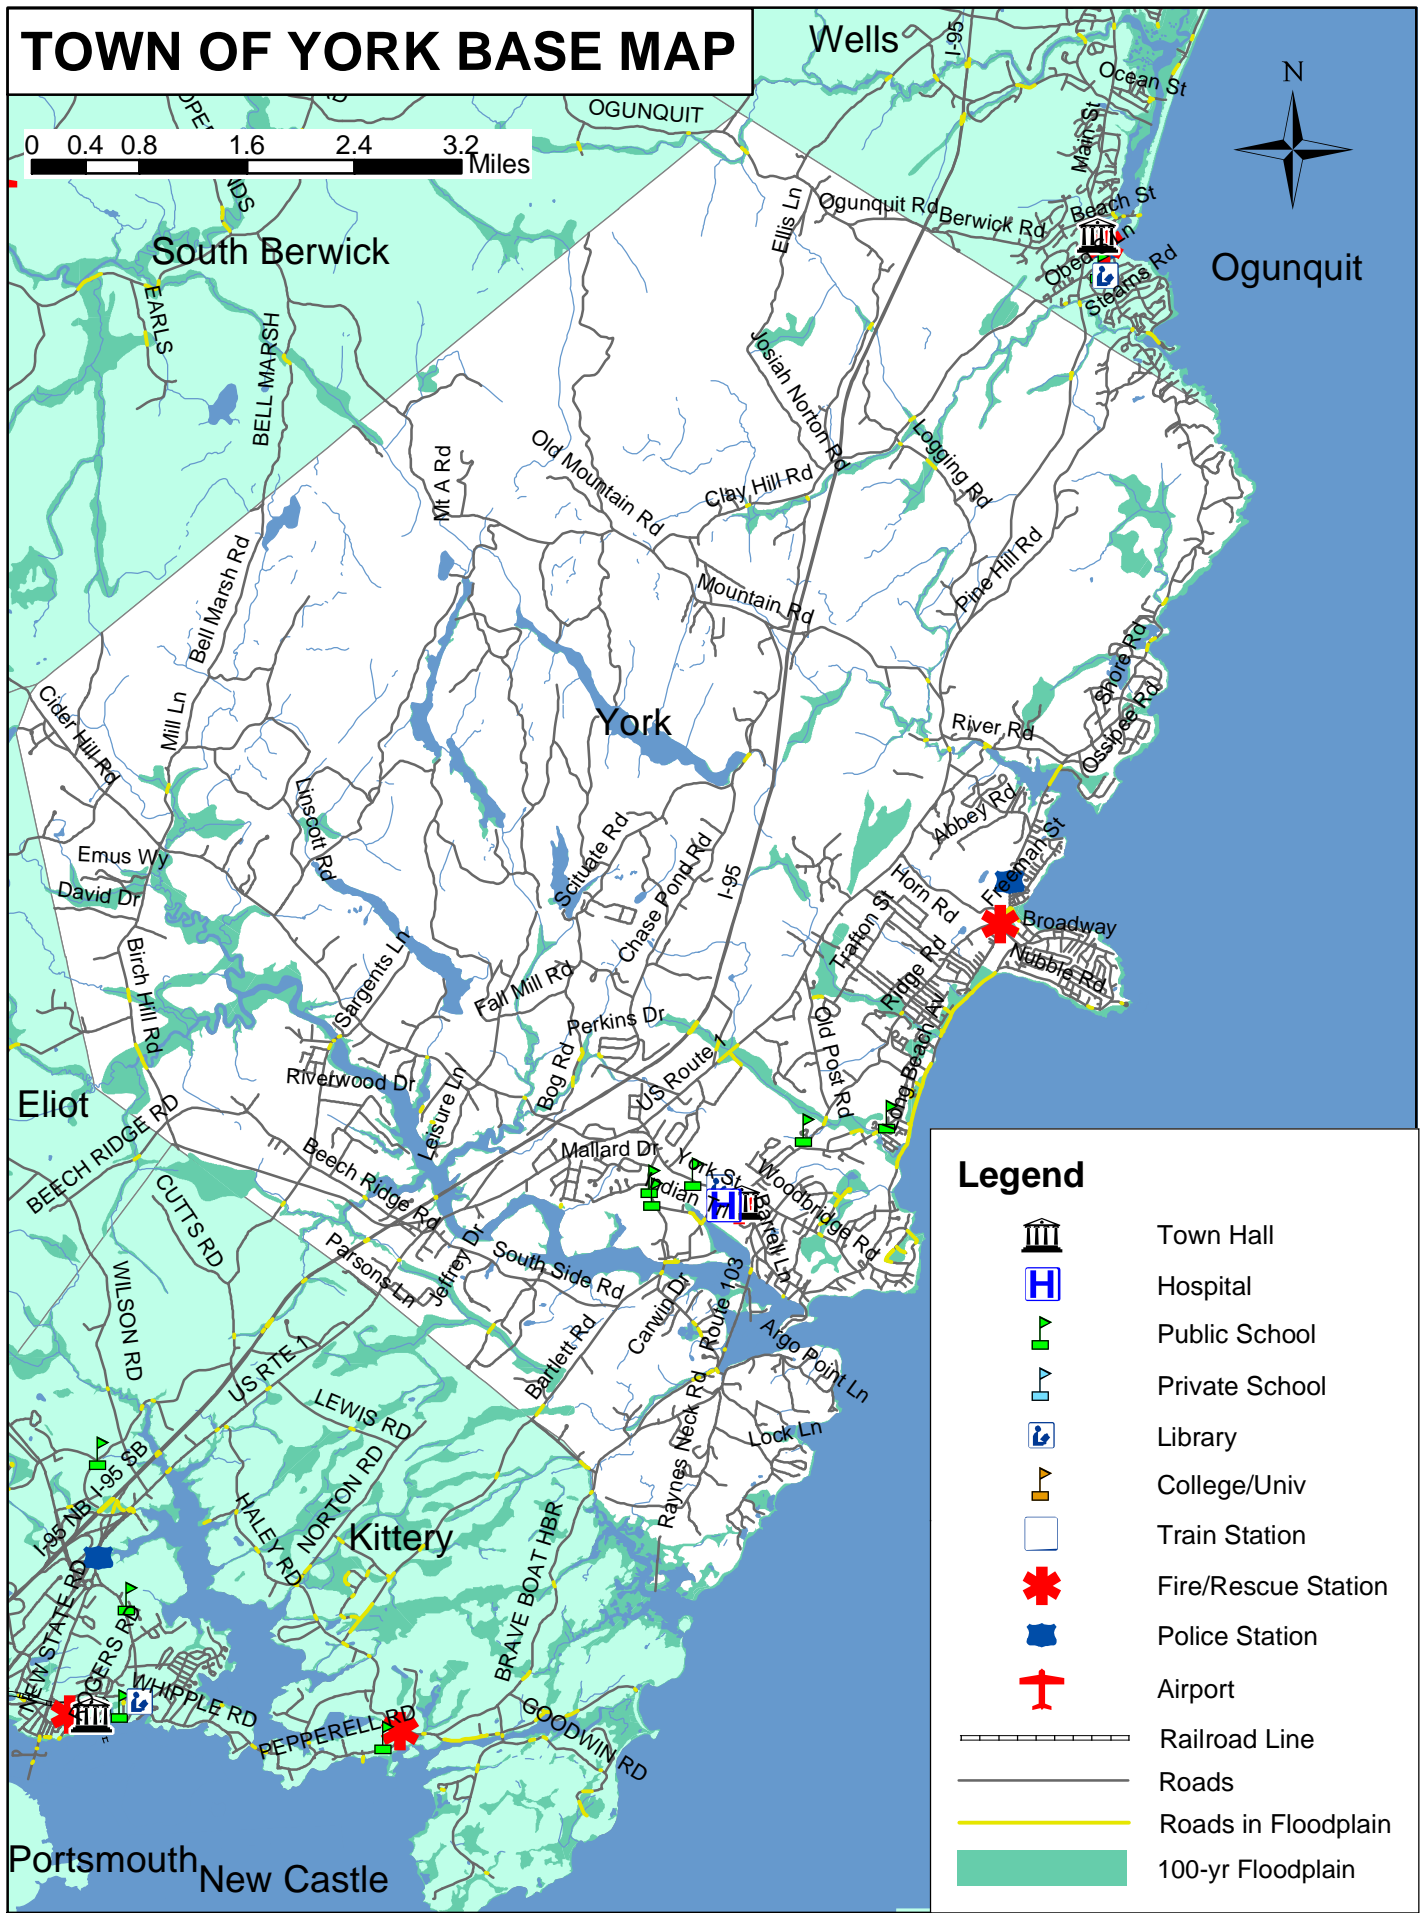 TOWN OF YORK BASE MAP
Wells
I-95
Ocean St
N
OGUNQUIT
0 0.4 0.8 1.6 2.4 3.2
Miles
NDS
Main St
Ellis Ln
Ogunquit Rd
Berwick Rd
Beach St
South Berwick
Stearns Rd
Ogunquit
EARLS
BELL MARSH
Josiah Norton Rd
Mt A Rd
Old Mountain Rd
Clay Hill Rd
Logging Rd
Bell Marsh Rd
Mountain Rd
Pine Hill Rd
Shore Rd
Cider Hill Rd
Mill Ln
York
River Rd
Ossipee Rd
Linscott Rd
Abbey Rd
Emus Wy
Scituate Rd
Chase Pond Rd
I-95
Freeman St
David Dr
Horn Rd
Trafton St
Broadway
Birch Hill Rd
Sargents Ln
Fall Mill Rd
Ridge Rd
Nubble Rd
Perkins Dr
Old Post Rd
Long Beach Av
US Route 1
Riverwood Dr
Bog Rd
Leisure Ln
Eliot
BEECH RIDGE RD
Beech Ridge Rd
Mallard Dr
York St
Woodbridge Rd
CUTTS RD
Indian Trl
Barrell Ln
Parsons Ln
Jeffrey Dr
South Side Rd
WILSON RD
Carwin Dr
Route 103
Bartlett Rd
Argo Point Ln
US RTE 1
LEWIS RD
Raynes Neck Rd
Lock Ln
I-95 SB
I-95 NB
HALEY RD
NORTON RD
Kittery
BRAVE BOAT HBR
NEW STATE RD
ROGERS RD
WHIPPLE RD
PEPPERELL RD
GOODWIN RD
Portsmouth
New Castle
Legend
Town Hall
H Hospital
Public School
Private School
Library
College/Univ
Train Station
Fire/Rescue Station
Police Station
Airport
Railroad Line
Roads
Roads in Floodplain
100-yr Floodplain